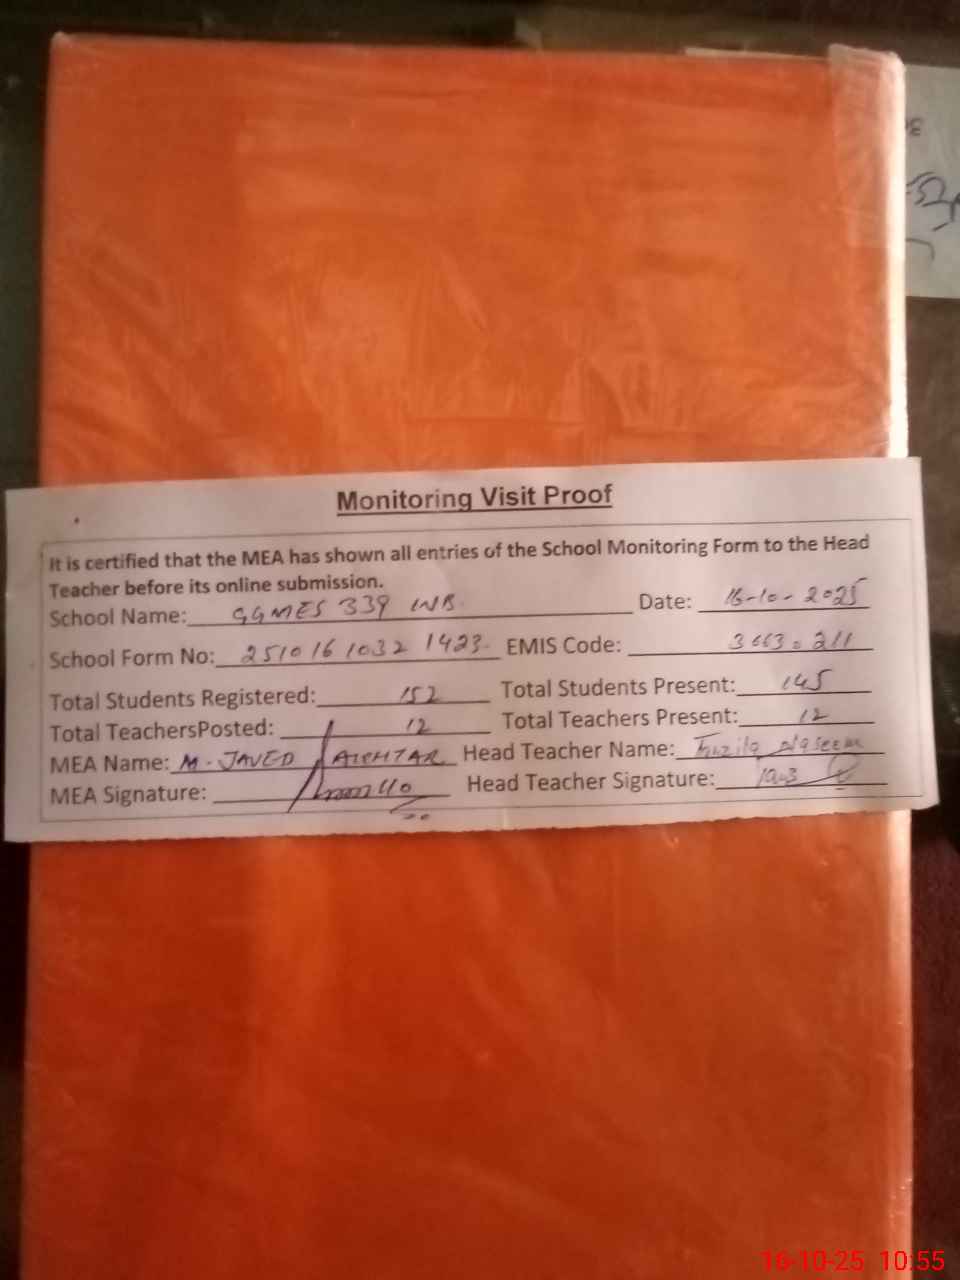 Monitoring Visit Proof
It is certified that the MEA has shown all entries of the School Monitoring Form to the Head
Teacher before its online submission.
School Name: GGMES 339 WB. Date: 16-10-2025
School Form No: 2510161032 1423. EMIS Code: 36630211
Total Students Registered: 152 Total Students Present: 145
Total TeachersPosted: 12 Total Teachers Present: 12
MEA Name: M. JAVED AKHTAR Head Teacher Name: Naseem
MEA Signature: Head Teacher Signature:
16-10-25 10:55